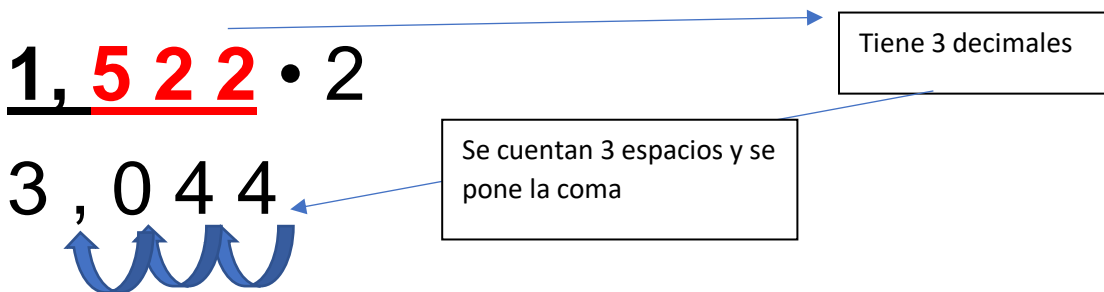 Tiene 3 decimales
1, 5 2 2 • 2
Se cuentan 3 espacios y se
pone la coma
3 , 0 4 4